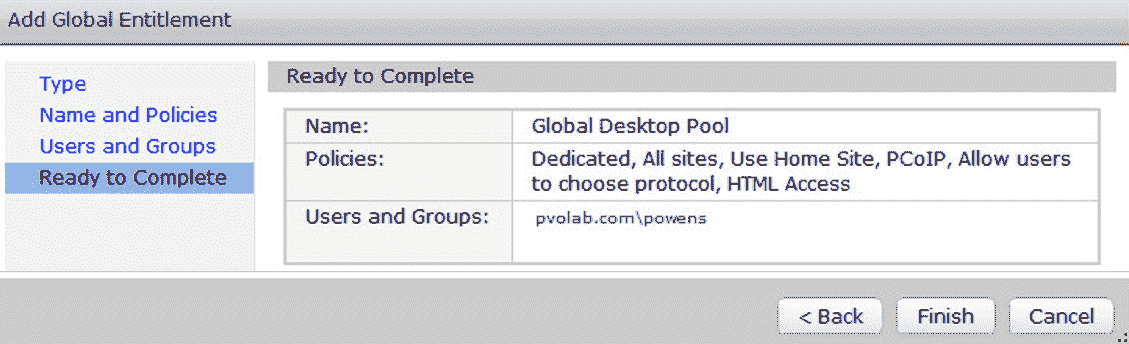 Add Global Entitlement
Type
Name and Policies
Users and Groups
Ready to Complete
Ready to Complete
Name: Global Desktop Pool
Policies: Dedicated, All sites, Use Home Site, PCoIP, Allow users
to choose protocol, HTML Access
Users and Groups: pvolab.com\powens
< Back Finish Cancel